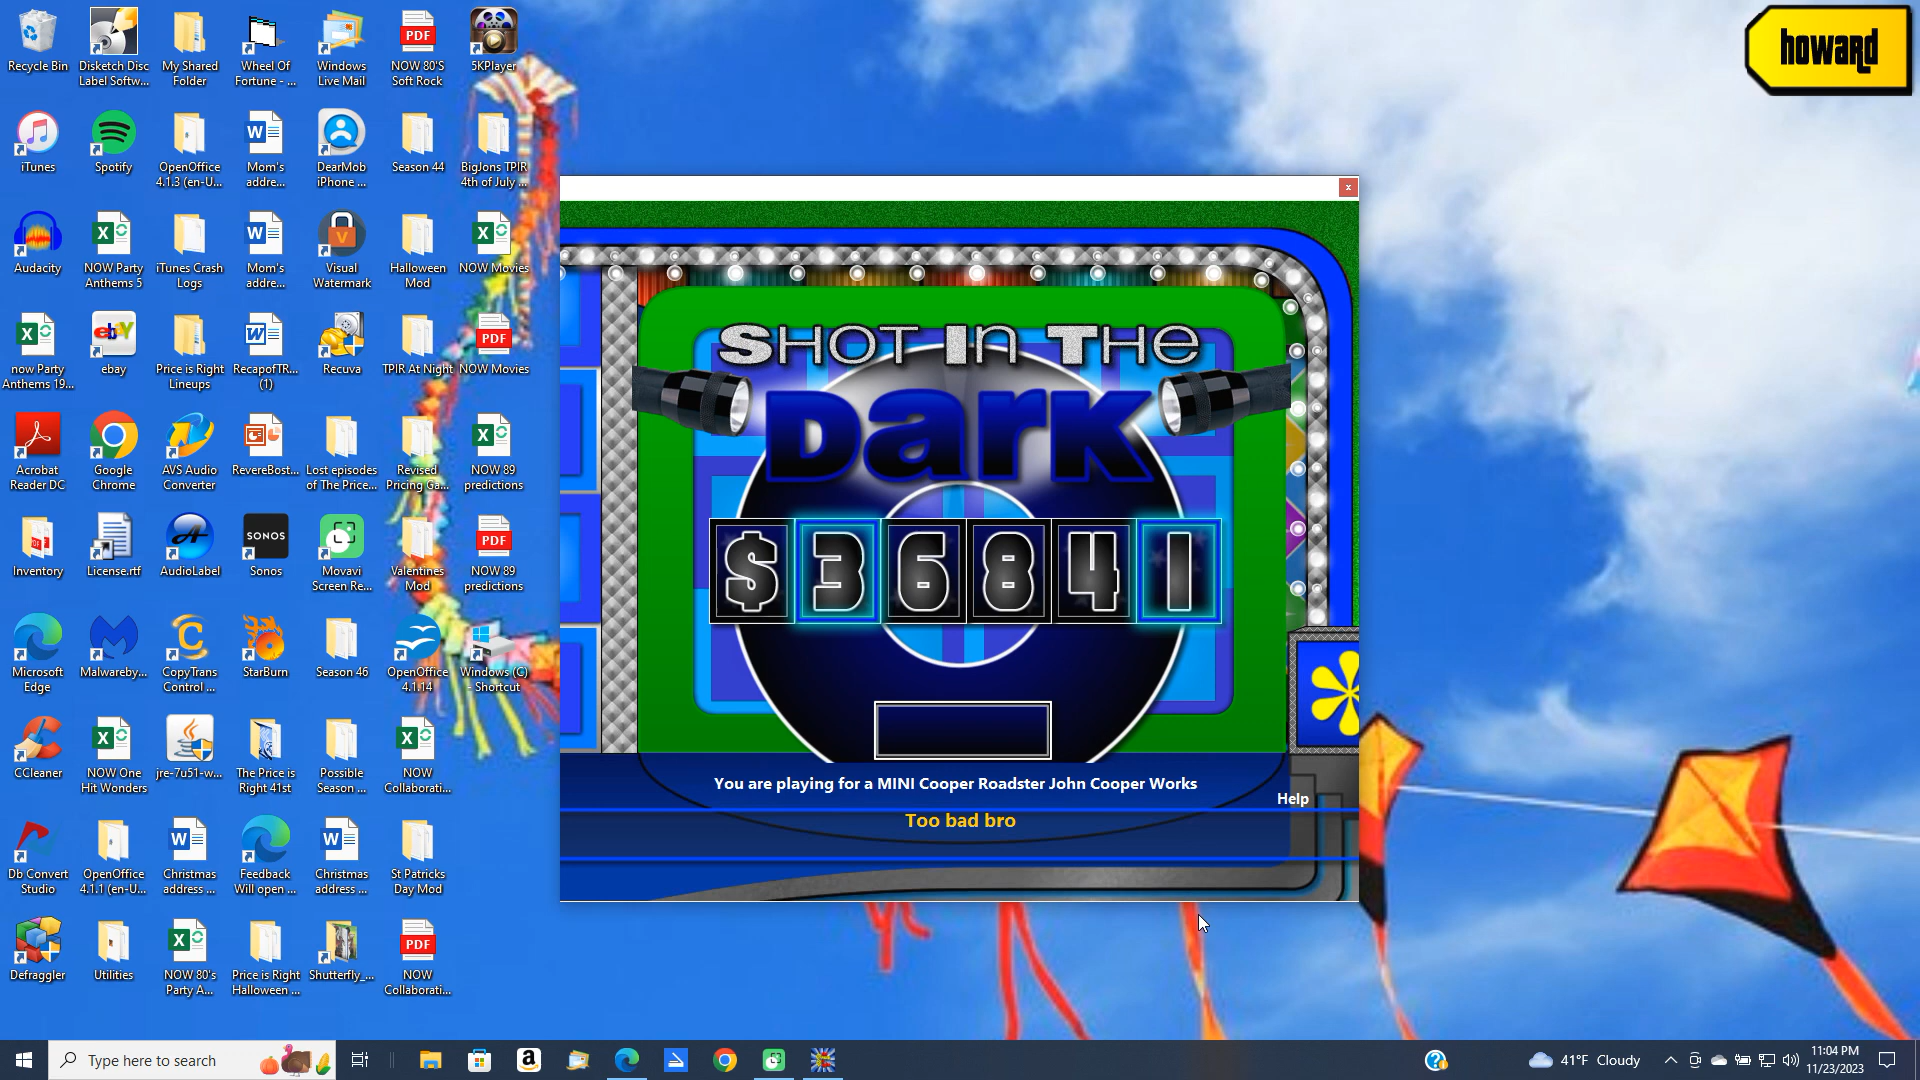 Recycle Bin
Disketch Disc
Label Softw...
My Shared
Folder
Wheel Of
Fortune - ...
Windows
Live Mail
PDF
NOW 80'S
Soft Rock
5KPlayer
howard
iTunes
Spotify
OpenOffice
4.1.3 (en-U...
Mom's
addre...
DearMob
iPhone ...
Season 44
BigJons TPIR
4th of July ...
Audacity
NOW Party
Anthems 5
iTunes Crash
Logs
Mom's
addre...
Visual
Watermark
Halloween
Mod
NOW Movies
now Party
Anthems 19...
ebay
ebay
Price is Right
Lineups
RecapofTR...
(1)
Recuva
TPIR At Night
PDF
NOW Movies
Acrobat
Reader DC
Google
Chrome
AVS Audio
Converter
RevereBost...
Lost episodes
of The Price...
Revised
Pricing Ga...
NOW 89
predictions
Inventory
License.rtf
AudioLabel
SONOS
Sonos
Movavi
Screen Re...
Valentines
Mod
PDF
NOW 89
predictions
Microsoft
Edge
Malwareby...
CopyTrans
Control ...
StarBurn
Season 46
OpenOffice
4.1.14
Windows (C)
- Shortcut
CCleaner
NOW One
Hit Wonders
jre-7u51-w...
The Price is
Right 41st
Possible
Season ...
NOW
Collaborati...
Db Convert
Studio
OpenOffice
4.1.1 (en-U...
Christmas
address ...
Feedback
Will open ...
Christmas
address ...
St Patricks
Day Mod
Defraggler
Utilities
NOW 80's
Party A...
Price is Right
Halloween ...
Shutterfly_...
PDF
NOW
Collaborati...
x
SHOT IN THE
DARK
$36841
You are playing for a MINI Cooper Roadster John Cooper Works
Help
Too bad bro
Type here to search
41°F Cloudy
11:04 PM
11/23/2023